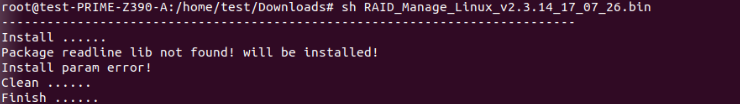 root@test-PRIME-Z390-A:/home/test/Downloads# sh RAID_Manage_Linux_v2.3.14_17_07_26.bin
--------------------------------------------------------------------------
Install ......
Package readline lib not found! will be installed!
Install param error!
Clean ......
Finish ......